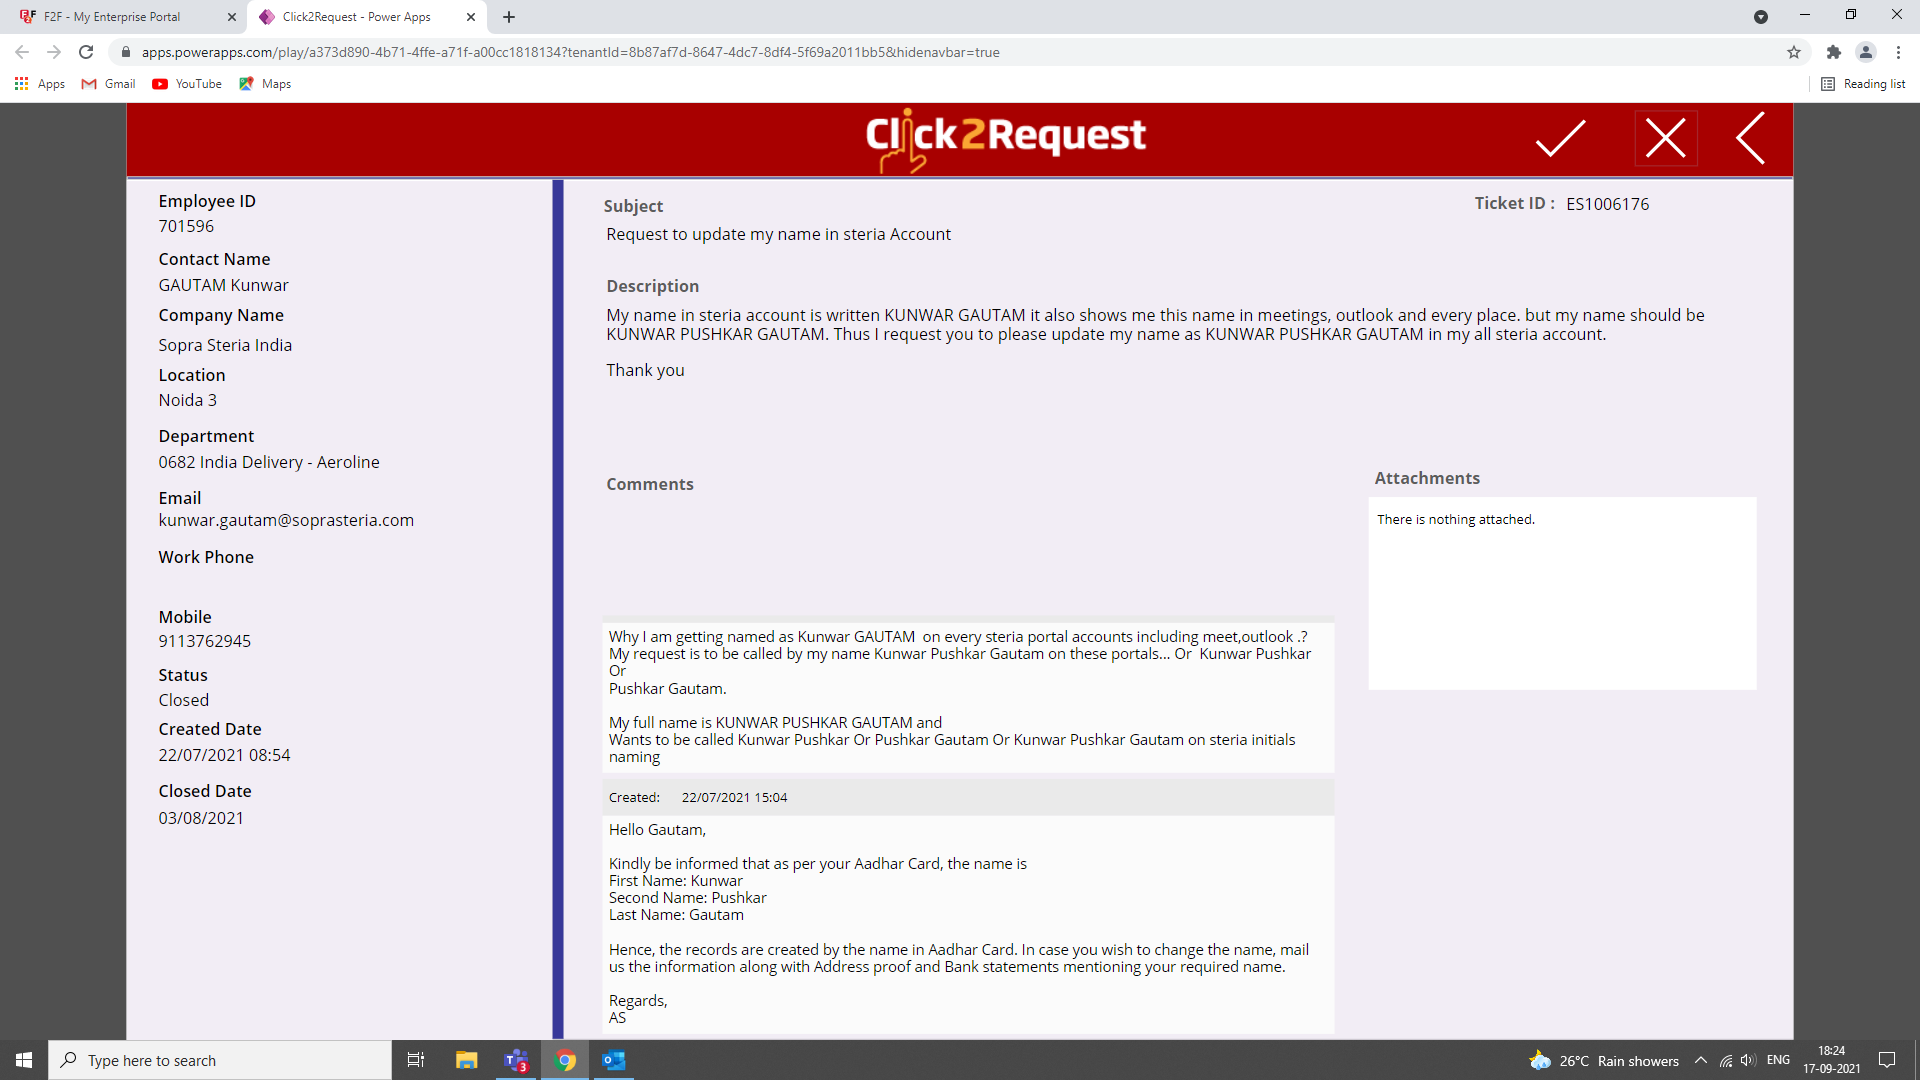 F2F - My Enterprise Portal
Click2Request - Power Apps
apps.powerapps.com/play/a373d890-4b71-4ffe-a71f-a00cc1818134?tenantId=8b87af7d-8647-4dc7-8df4-5f69a2011bb5&hidenavbar=true
Apps
Gmail
YouTube
Maps
Reading list
Click2Request
Employee ID
701596
Contact Name
GAUTAM Kunwar
Company Name
Sopra Steria India
Location
Noida 3
Department
0682 India Delivery - Aeroline
Email
kunwar.gautam@soprasteria.com
Work Phone
Mobile
9113762945
Status
Closed
Created Date
22/07/2021 08:54
Closed Date
03/08/2021
Subject
Ticket ID : ES1006176
Request to update my name in steria Account
Description
My name in steria account is written KUNWAR GAUTAM it also shows me this name in meetings, outlook and every place. but my name should be
KUNWAR PUSHKAR GAUTAM. Thus I request you to please update my name as KUNWAR PUSHKAR GAUTAM in my all steria account.
Thank you
Comments
Attachments
There is nothing attached.
Why I am getting named as Kunwar GAUTAM  on every steria portal accounts including meet,outlook .?
My request is to be called by my name Kunwar Pushkar Gautam on these portals... Or  Kunwar Pushkar
Or
Pushkar Gautam.
My full name is KUNWAR PUSHKAR GAUTAM and
Wants to be called Kunwar Pushkar Or Pushkar Gautam Or Kunwar Pushkar Gautam on steria initials
naming
Created: 22/07/2021 15:04
Hello Gautam,
Kindly be informed that as per your Aadhar Card, the name is
First Name: Kunwar
Second Name: Pushkar
Last Name: Gautam
Hence, the records are created by the name in Aadhar Card. In case you wish to change the name, mail
us the information along with Address proof and Bank statements mentioning your required name.
Regards,
AS
Type here to search
3
26°C Rain showers
ENG
18:24
17-09-2021